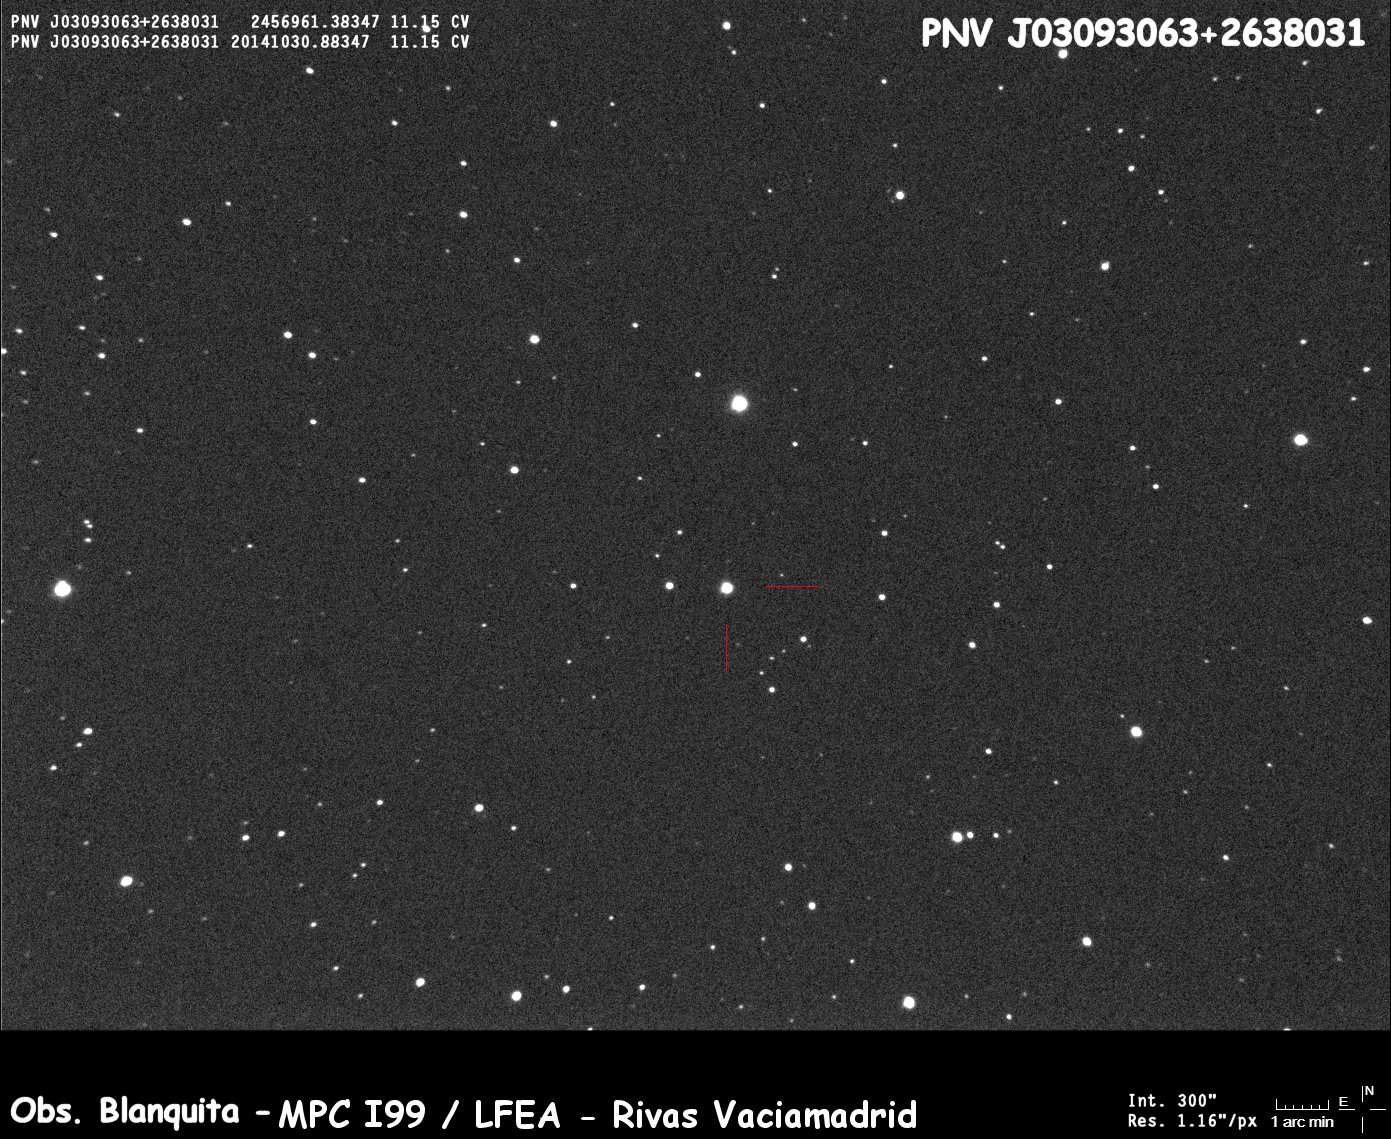 PNV J03093063+2638031 2456961.38347 11.15 CV
PNV J03093063+2638031 20141030.88347 11.15 CV
PNV J03093063+2638031
Obs. Blanquita - MPC I99 / LFEA - Rivas Vaciamadrid
Int. 300"
Res. 1.16"/px
1 arc min
E
N